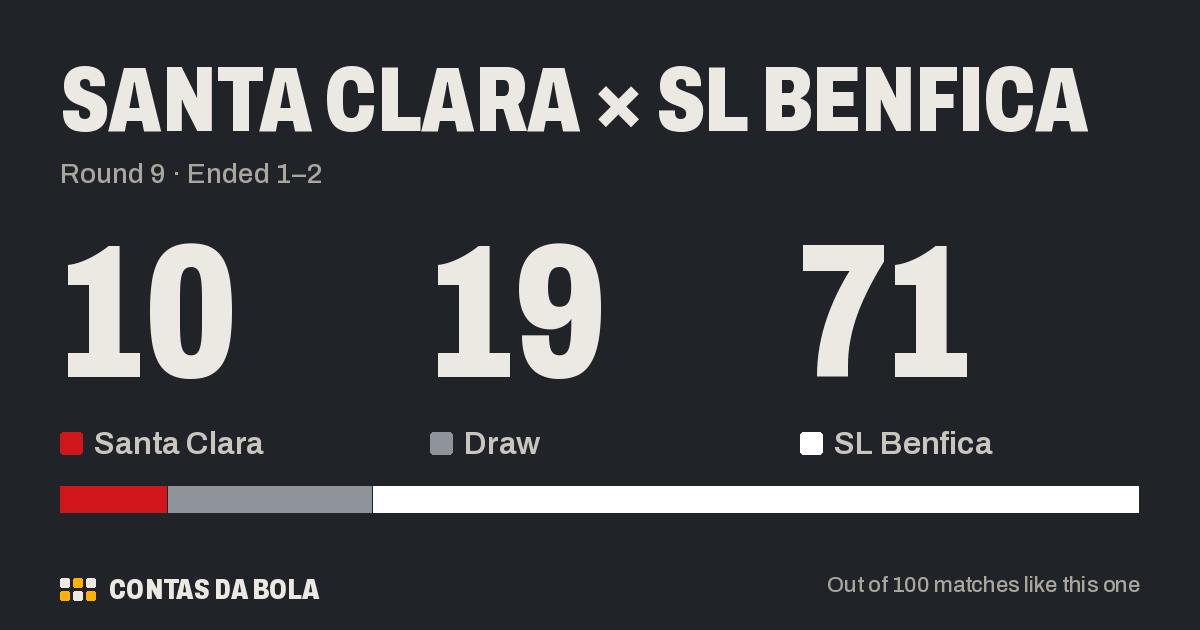 SANTA CLARA × SL BENFICA
Round 9 · Ended 1–2
10 19 71
Santa Clara Draw SL Benfica
CONTAS DA BOLA
Out of 100 matches like this one